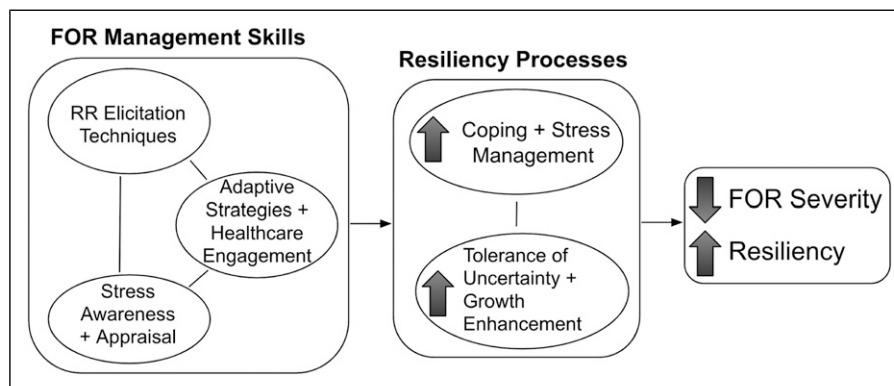 FOR Management Skills
RR Elicitation
Techniques
Adaptive
Strategies +
Healthcare
Engagement
Stress
Awareness
+ Appraisal
Resiliency Processes
Coping + Stress
Management
Tolerance of
Uncertainty +
Growth
Enhancement
FOR Severity
Resiliency